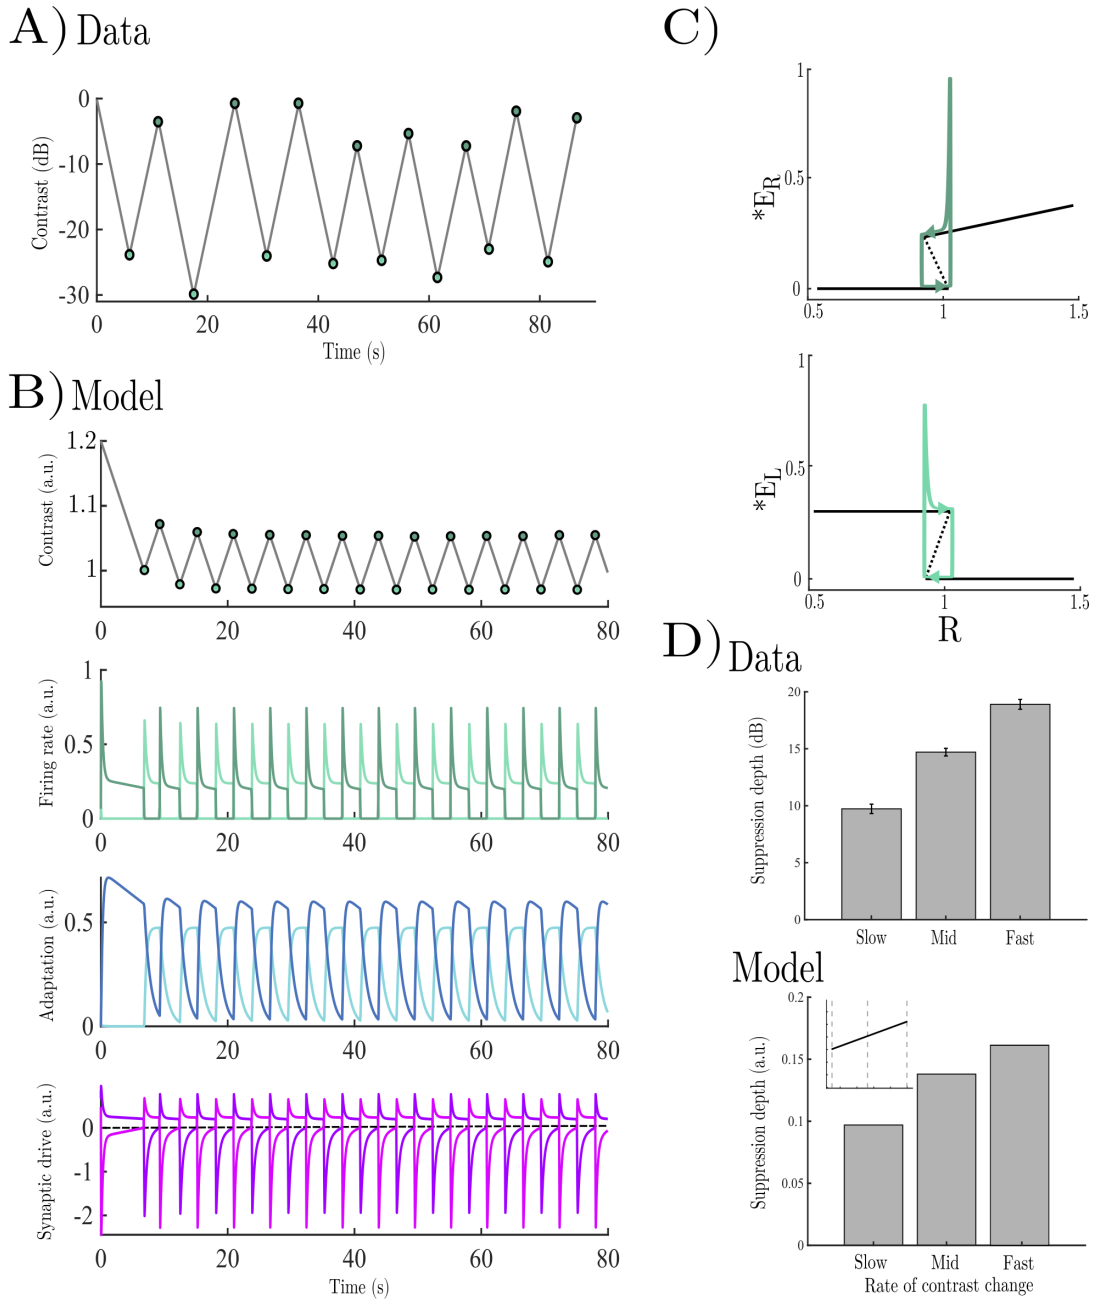 A) Data
0
-10
-20
-30
Contrast (dB)
0 20 40 60 80
Time (s)
B) Model
1.2
1.1
1
Contrast (a.u.)
0 20 40 60 80
1
0.5
0
Firing rate (a.u.)
0 20 40 60 80
0.5
0
Adaptation (a.u.)
0 20 40 60 80
0
-1
-2
Synaptic drive (a.u.)
0 20 40 60 80
Time (s)
C)
1
0.5
0
*E_R
0.5 1 1.5
1
0.5
0
*E_L
0.5 1 1.5
R
D) Data
20
15
10
5
0
Suppression depth (dB)
Slow Mid Fast
Model
0.2
0.15
0.1
0.05
0
Suppression depth (a.u.)
Slow Mid Fast
Rate of contrast change